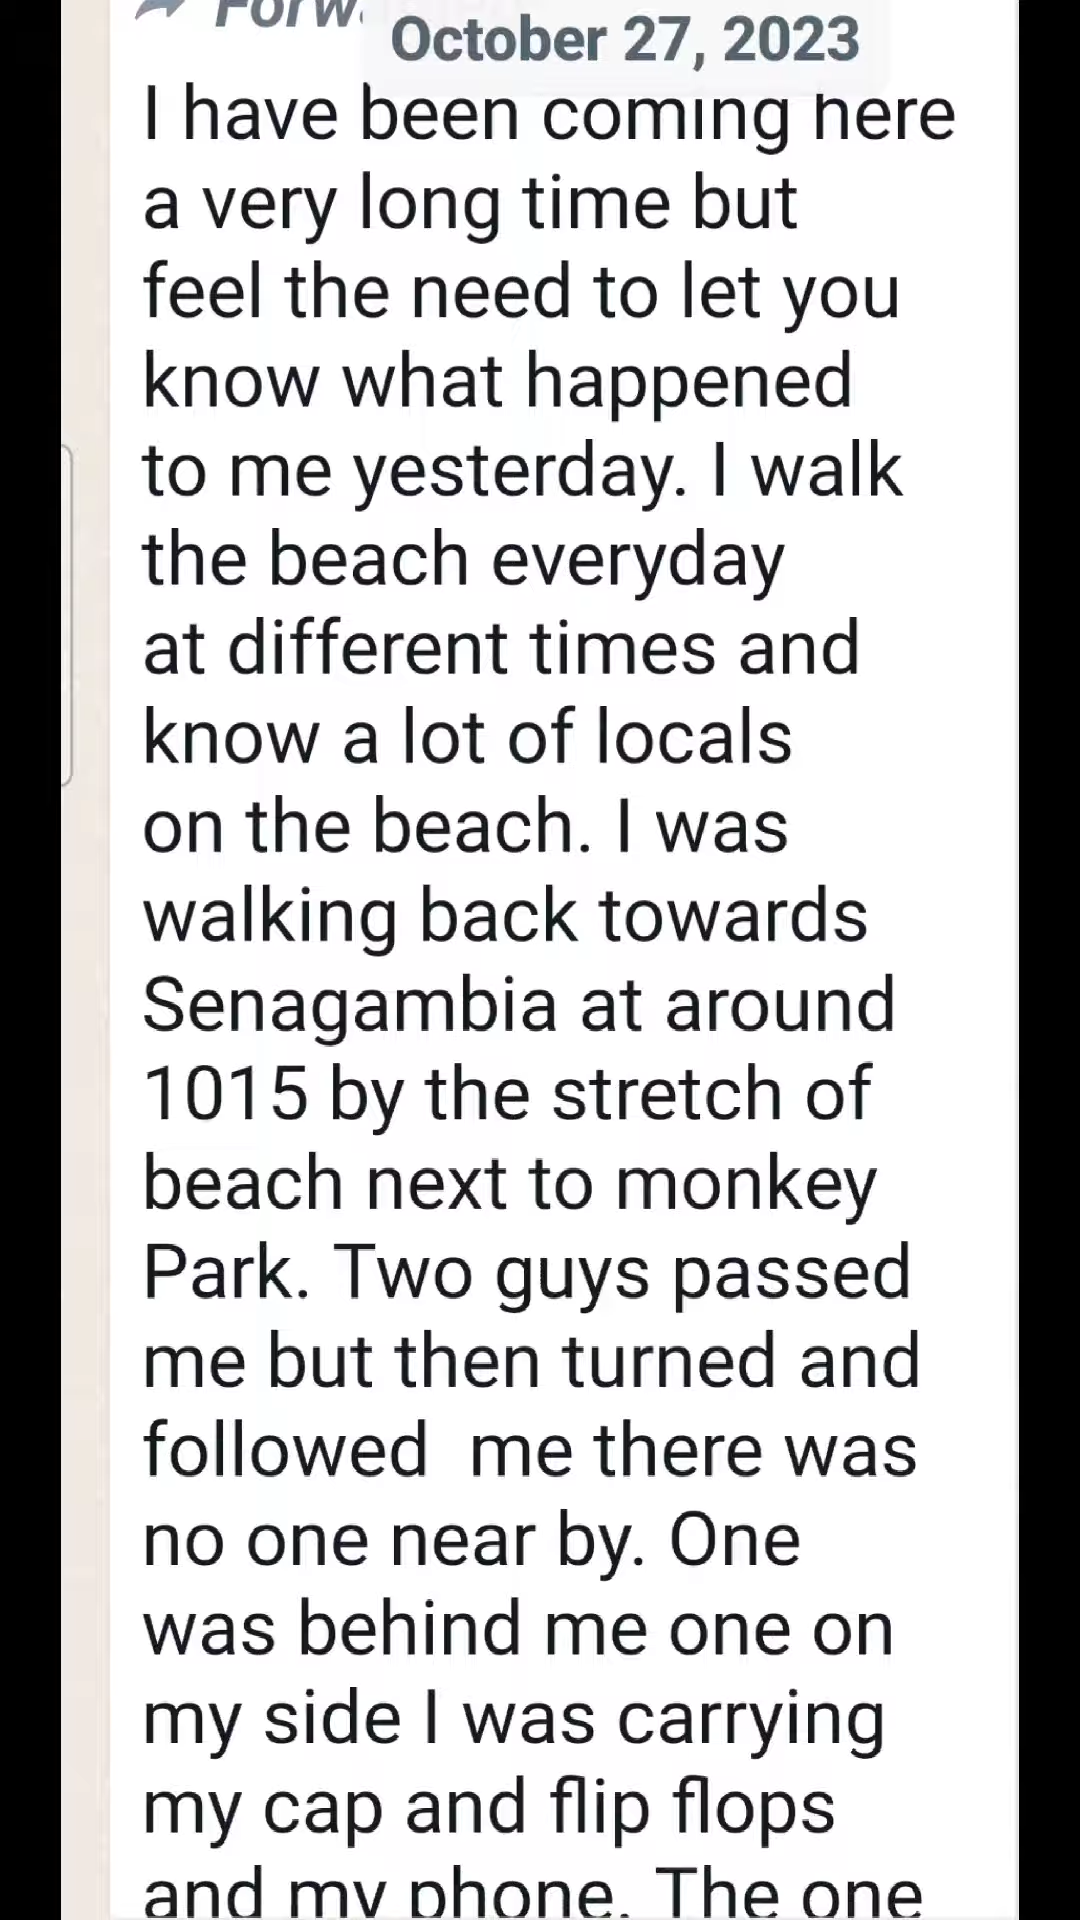 October 27, 2023
I have been coming here
a very long time but
feel the need to let you
know what happened
to me yesterday. I walk
the beach everyday
at different times and
know a lot of locals
on the beach. I was
walking back towards
Senagambia at around
1015 by the stretch of
beach next to monkey
Park. Two guys passed
me but then turned and
followed  me there was
no one near by. One
was behind me one on
my side I was carrying
my cap and flip flops
and my phone. The one